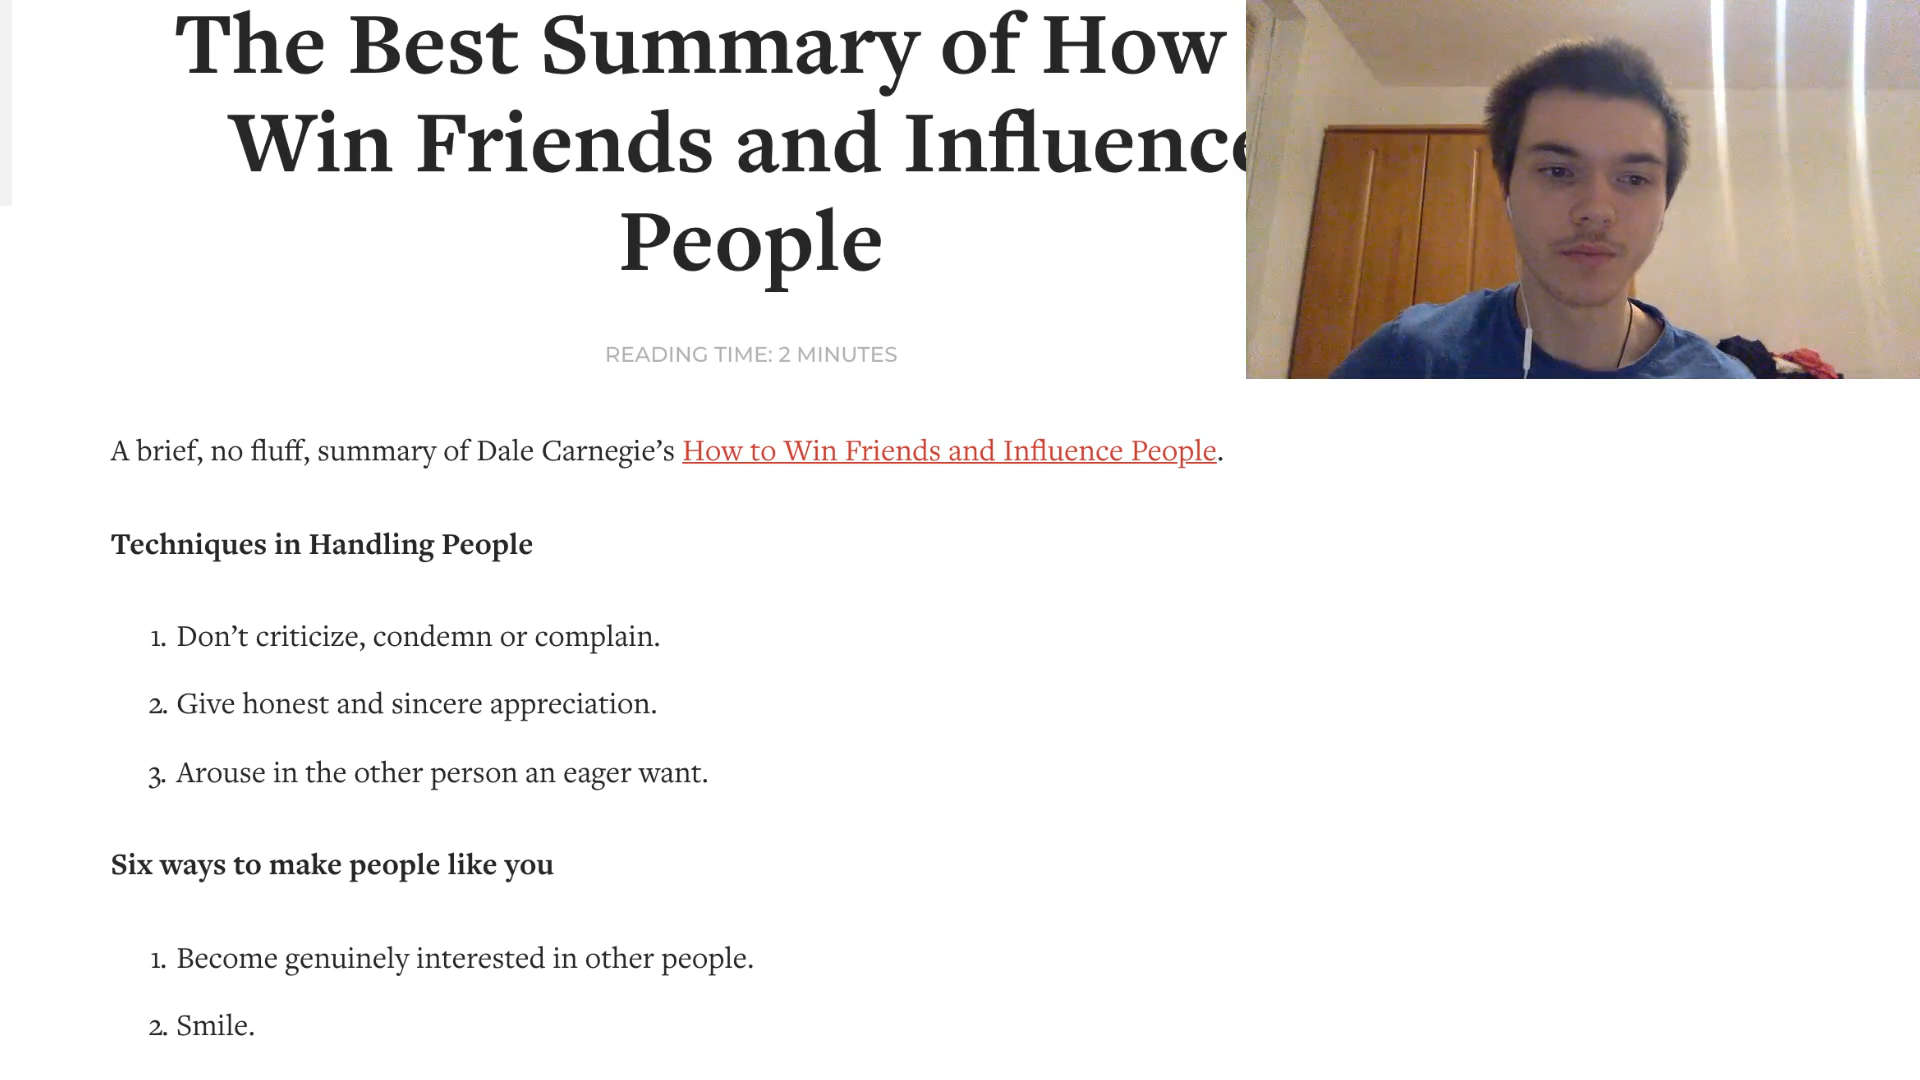 The Best Summary of How
Win Friends and Influence
People
READING TIME: 2 MINUTES
A brief, no fluff, summary of Dale Carnegie’s How to Win Friends and Influence People.
Techniques in Handling People
1. Don’t criticize, condemn or complain.
2. Give honest and sincere appreciation.
3. Arouse in the other person an eager want.
Six ways to make people like you
1. Become genuinely interested in other people.
2. Smile.